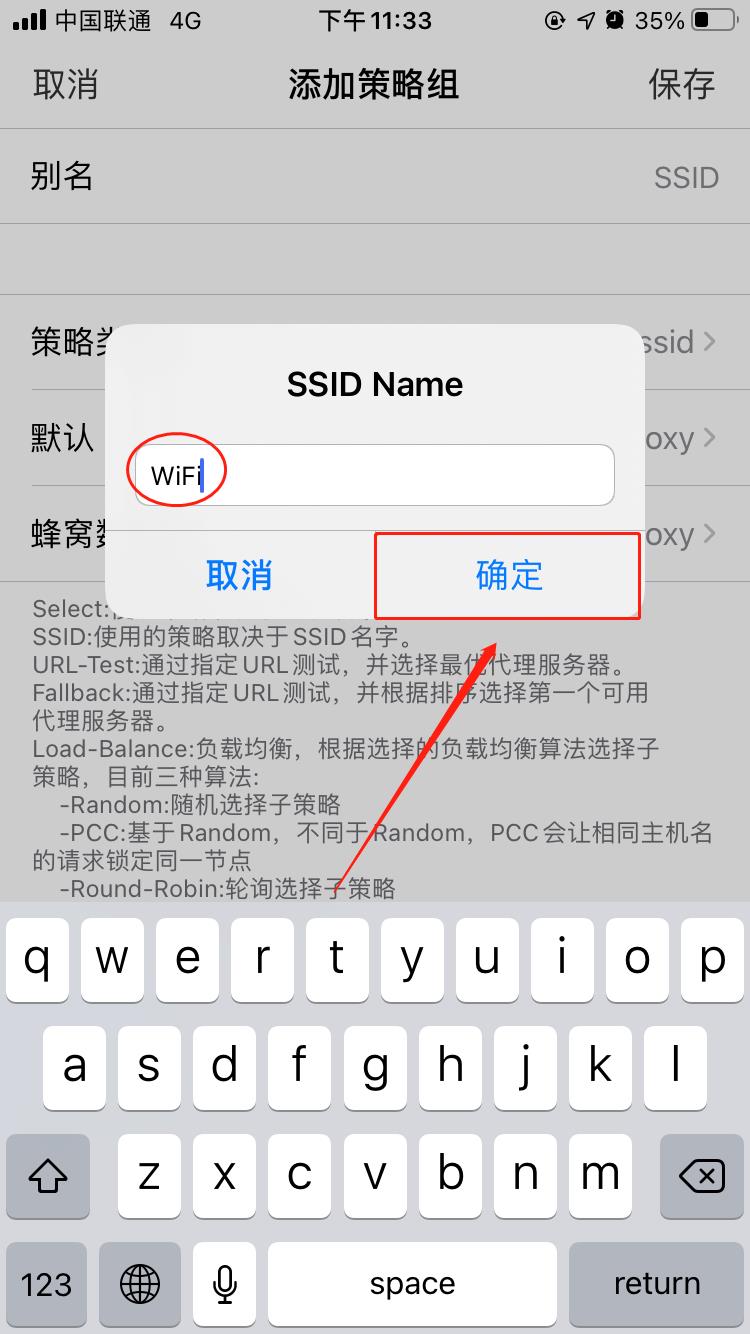 中国联通 4G 下午11:33 35%
取消 添加策略组 保存
别名 SSID
策略 ssid
默认 oxy
蜂窝 oxy
SSID Name
WiFi
取消 确定
Select:
SSID:使用的策略取决于SSID名字。
URL-Test:通过指定URL测试，并选择最优代理服务器。
Fallback:通过指定URL测试，并根据排序选择第一个可用
代理服务器。
Load-Balance:负载均衡，根据选择的负载均衡算法选择子
策略，目前三种算法:
-Random:随机选择子策略
-PCC:基于Random，不同于Random，PCC会让相同主机名
的请求锁定同一节点
-Round-Robin:轮询选择子策略
q w e r t y u i o p
a s d f g h j k l
z x c v b n m
123 space return